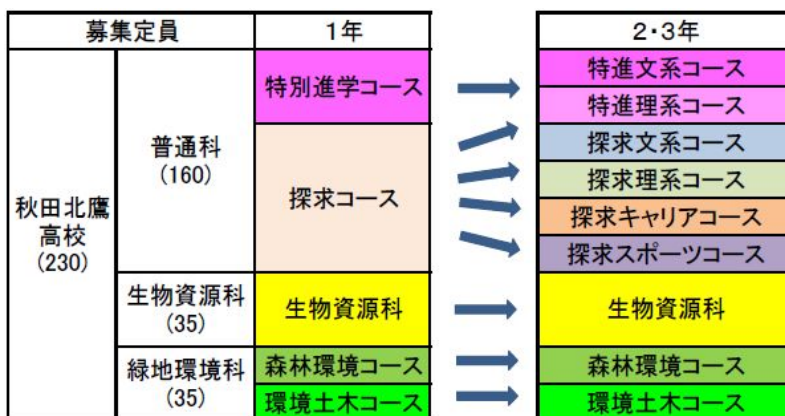 募集定員
1年
2・3年
秋田北鷹
高校
(230)
普通科
(160)
特別進学コース
探求コース
特進文系コース
特進理系コース
探求文系コース
探求理系コース
探求キャリアコース
探求スポーツコース
生物資源科
(35)
生物資源科
生物資源科
緑地環境科
(35)
森林環境コース
環境土木コース
森林環境コース
環境土木コース